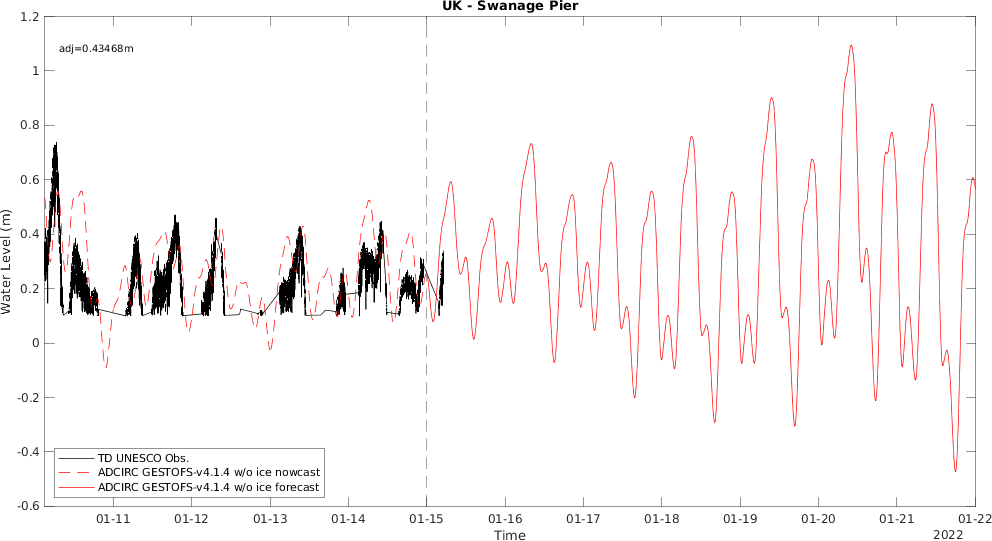 UK - Swanage Pier
adj=0.43468m
Water Level (m)
1.2
1
0.8
0.6
0.4
0.2
0
-0.2
-0.4
-0.6
TD UNESCO Obs.
ADCIRC GESTOFS-v4.1.4 w/o ice nowcast
ADCIRC GESTOFS-v4.1.4 w/o ice forecast
01-11 01-12 01-13 01-14 01-15 01-16 01-17 01-18 01-19 01-20 01-21 01-22
Time
2022